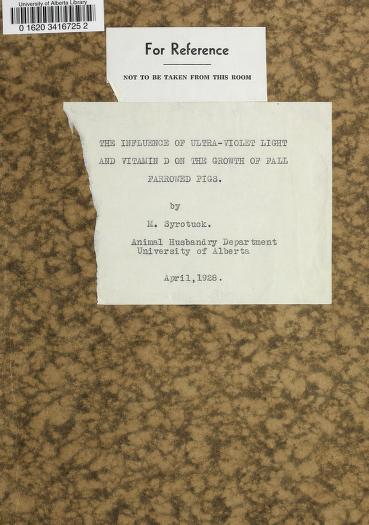 University of Alberta Library
0 1620 3416725 2
For Reference
NOT TO BE TAKEN FROM THIS ROOM
THE INFLUENCE OF ULTRA-VIOLET LIGHT
AND VITAMIN D ON THE GROWTH OF FALL
FARROWED PIGS.
by
M. Syrotuck.
Animal Husbandry Department
University of Alberta
April,1928.